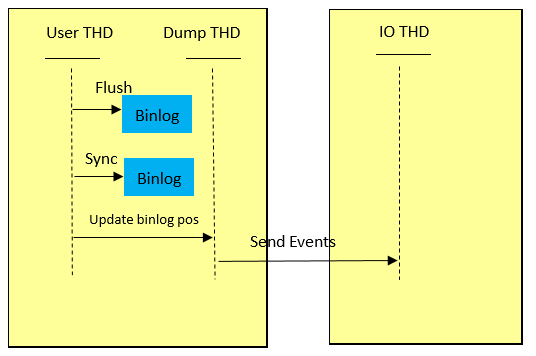 User THD
Dump THD
IO THD
Flush
Binlog
Sync
Binlog
Update binlog pos
Send Events